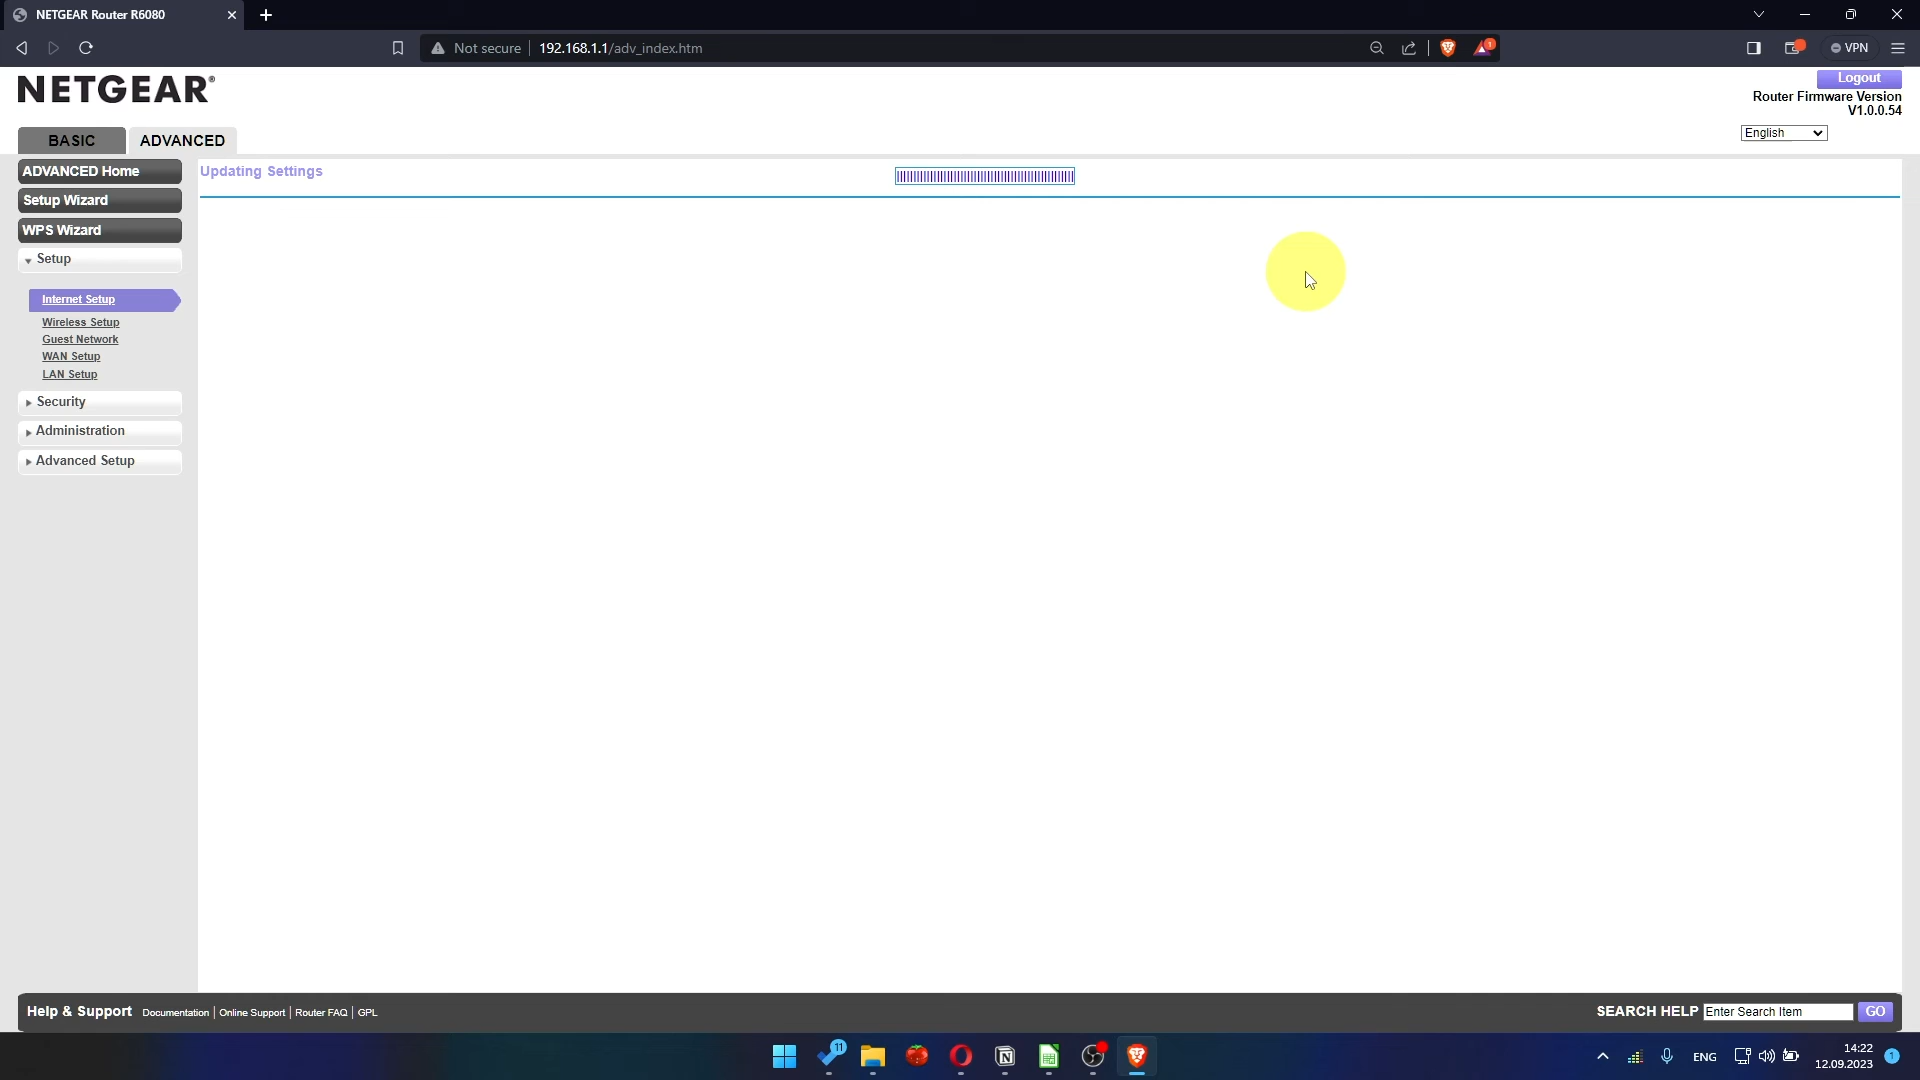 NETGEAR Router R6080
Not secure 192.168.1.1/adv_index.htm
1
VPN
NETGEAR®
Logout
Router Firmware Version
V1.0.0.54
BASIC
ADVANCED
English
ADVANCED Home
Setup Wizard
WPS Wizard
Setup
Internet Setup
Wireless Setup
Guest Network
WAN Setup
LAN Setup
Security
Administration
Advanced Setup
Updating Settings
Help & Support
Documentation | Online Support | Router FAQ | GPL
SEARCH HELP
Enter Search Item
GO
11
ENG
14:22
12.09.2023
1